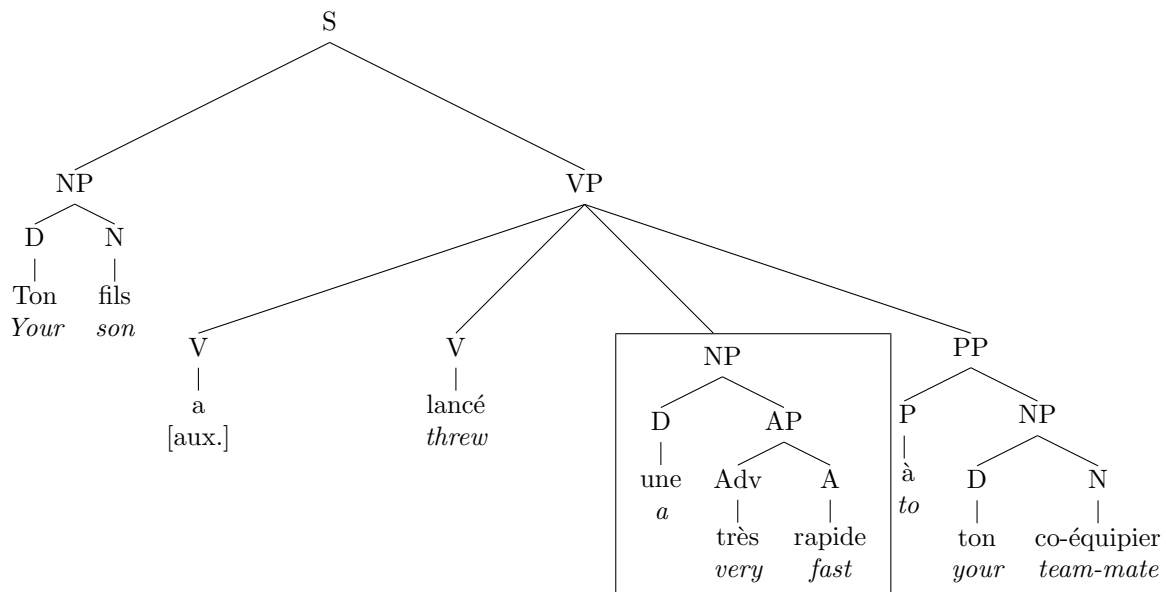 S
NP VP
D N
Ton fils
Your son
V V NP PP
a lancé D AP P NP
[aux.] threw une Adv A à D N
a très rapide to ton co-équipier
very fast your team-mate